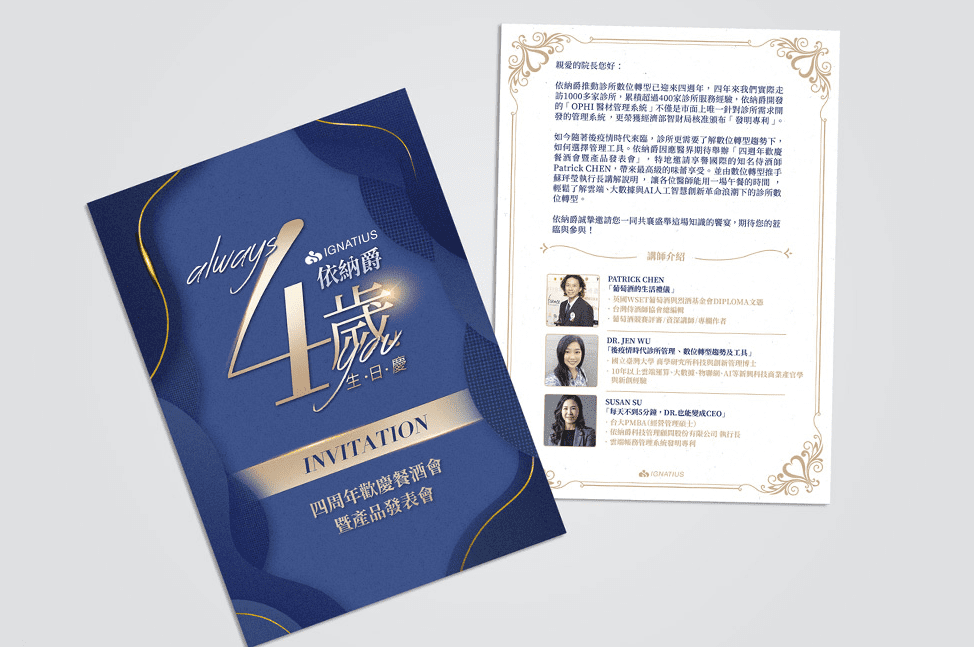 always
4
IGNATIUS
依納爵
歲
you
生・日・慶
INVITATION
四周年歡慶餐酒會
暨產品發表會
親愛的院長您好：
依納爵推動診所數位轉型已迎來四週年，四年來我們實際走
訪1000多家診所，累積超過400家診所服務經驗，依納爵開發
的「OPHI 醫材管理系統」不僅是市面上唯一針對診所需求開
發的管理系統，更榮獲經濟部智財局核准頒布「發明專利」。
如今隨著後疫情時代來臨，診所更需要了解數位轉型趨勢下，
如何選擇管理工具。依納爵因應醫界期待舉辦「四週年歡慶
餐酒會暨產品發表會」，特地邀請享譽國際的知名侍酒師
Patrick CHEN，帶來最高級的味蕾享受。並由數位轉型推手
蘇玶瑩執行長講解說明，讓各位醫師能用一場午餐的時間，
輕鬆了解雲端、大數據與AI人工智慧創新革命浪潮下的診所數
位轉型。
依納爵誠摯邀請您一同共襄盛舉這場知識的饗宴，期待您的蒞
臨與參與！
講師介紹
PATRICK CHEN
「葡萄酒的生活禮儀」
·英國WSET葡萄酒與烈酒基金會DIPLOMA文憑
·台灣侍酒師協會總編輯
·葡萄酒競賽評審/資深講師/專欄作者
DR. JEN WU
「後疫情時代診所管理、數位轉型趨勢及工具」
·國立臺灣大學 商學研究所科技與創新管理博士
·10年以上雲端運算、大數據、物聯網、AI等新興科技商業產官學
與新創經驗
SUSAN SU
「每天不到5分鐘，DR.也能變成CEO」
·台大PMBA（經營管理碩士）
·依納爵科技管理顧問股份有限公司 執行長
·雲端帳務管理系統發明專利
IGNATIUS